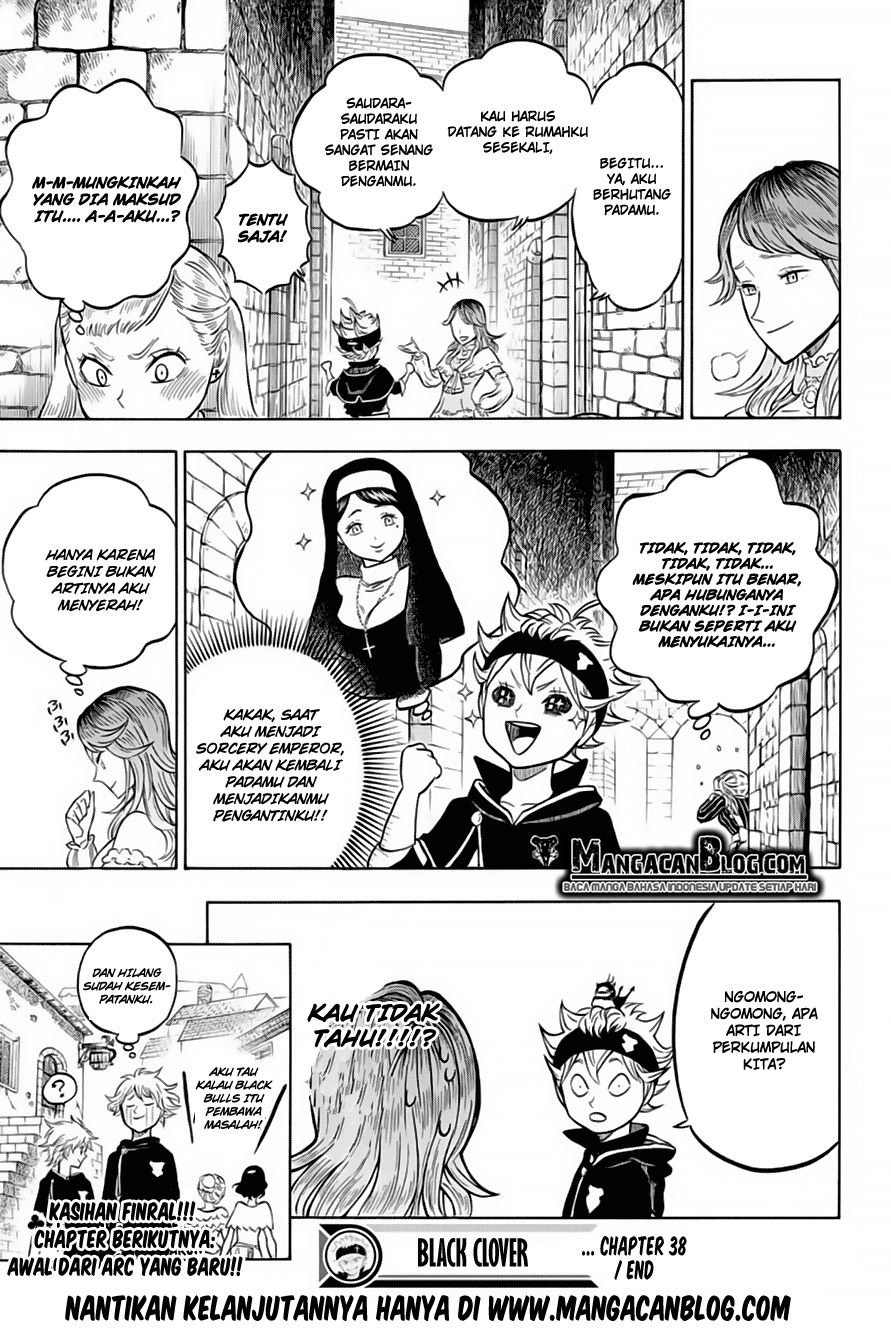 BEGITU...
YA, AKU
BERHUTANG
PADAMU.
KAU HARUS
DATANG KE RUMAHKU
SESEKALI,
SAUDARA-
SAUDARAKU
PASTI AKAN
SANGAT SENANG
BERMAIN
DENGANMU.
TENTU
SAJA!
M-M-MUNGKINKAH
YANG DIA MAKSUD
ITU.... A-A-AKU...?
TIDAK, TIDAK, TIDAK,
TIDAK, TIDAK...
MESKIPUN ITU BENAR,
APA HUBUNGANYA
DENGANKU!? I-I-INI
BUKAN SEPERTI AKU
MENYUKAINYA...
KAKAK, SAAT
AKU MENJADI
SORCERY EMPEROR,
AKU AKAN KEMBALI
PADAMU DAN
MENJADIKANMU
PENGANTINKU!!
HANYA KARENA
BEGINI BUKAN
ARTINYA AKU
MENYERAH!
MANGACANBLOG.COM
BACA MANGA BAHASA INDONESIA UPDATE SETIAP HARI
NGOMONG-
NGOMONG, APA
ARTI DARI
PERKUMPULAN
KITA?
KAU TIDAK
TAHU!!!!?
DAN HILANG
SUDAH KESEM-
PATANKU.
?
AKU TAU
KALAU BLACK
BULLS ITU
PEMBAWA
MASALAH!
KASIHAN FINRAL!!!
CHAPTER BERIKUTNYA:
AWAL DARI ARC YANG BARU!!
BLACK CLOVER
... CHAPTER 38
/ END
NANTIKAN KELANJUTANNYA HANYA DI WWW.MANGACANBLOG.COM